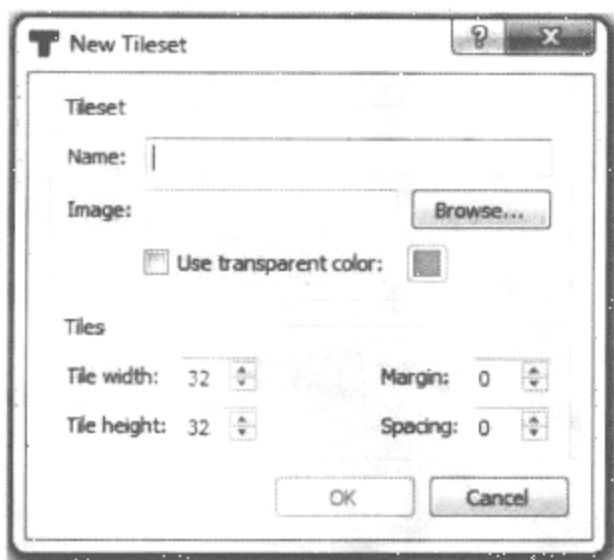 New Tileset
?
Tileset
Name:
Image: Browse...
Use transparent color:
Tiles
Tile width: 32 Margin: 0
Tile height: 32 Spacing: 0
OK Cancel